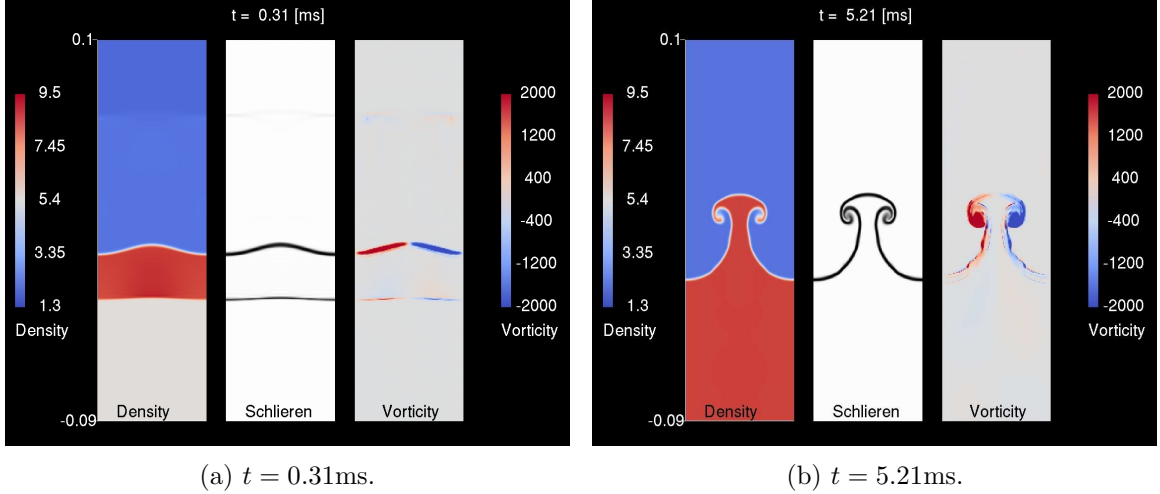 t = 0.31 [ms]
0.1
9.5
7.45
5.4
3.35
1.3
Density
-0.09
Density
Schlieren
Vorticity
2000
1200
400
-400
-1200
-2000
Vorticity
(a) t = 0.31ms.
t = 5.21 [ms]
0.1
9.5
7.45
5.4
3.35
1.3
Density
-0.09
Density
Schlieren
Vorticity
2000
1200
400
-400
-1200
-2000
Vorticity
(b) t = 5.21ms.